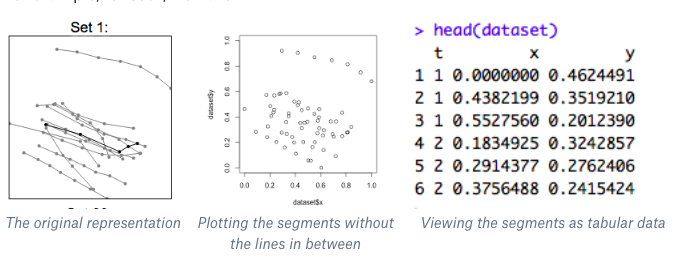 Set 1:
The original representation
1.0
0.8
0.6
0.4
0.2
0.0
dataset$y
0.0 0.2 0.4 0.6 0.8 1.0
dataset$x
Plotting the segments without
the lines in between
> head(dataset)
t x y
1 1 0.0000000 0.4624491
2 1 0.4382199 0.3519210
3 1 0.5527560 0.2012390
4 2 0.1834925 0.3242857
5 2 0.2914377 0.2762406
6 2 0.3756488 0.2415424
Viewing the segments as tabular data